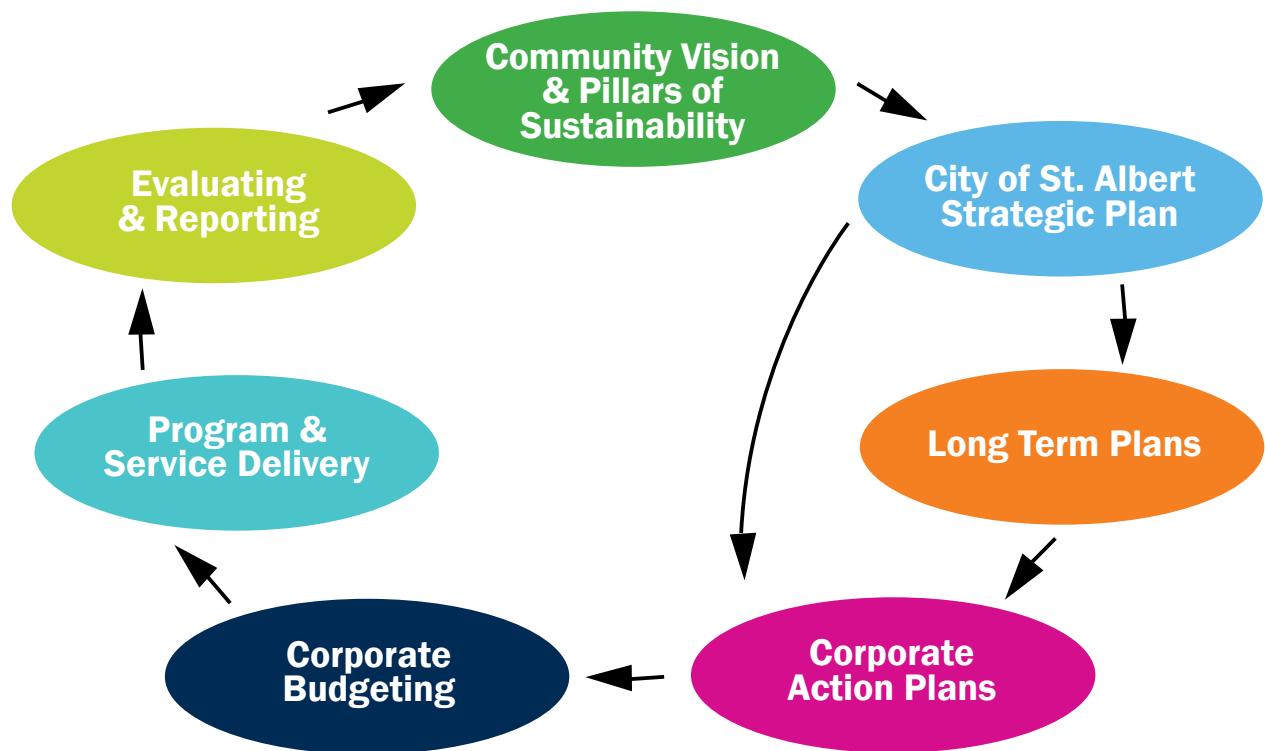 Community Vision
& Pillars of
Sustainability
City of St. Albert
Strategic Plan
Long Term Plans
Corporate
Action Plans
Corporate
Budgeting
Program &
Service Delivery
Evaluating
& Reporting